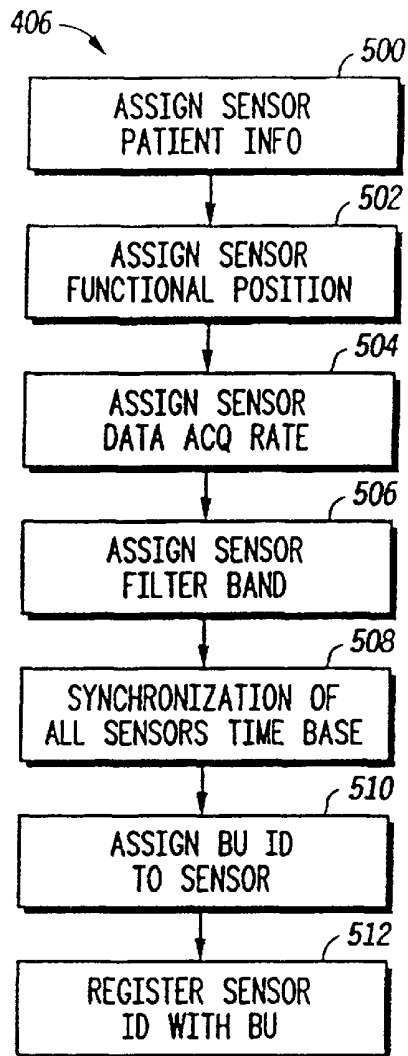 406
500
ASSIGN SENSOR
PATIENT INFO
502
ASSIGN SENSOR
FUNCTIONAL POSITION
504
ASSIGN SENSOR
DATA ACQ RATE
506
ASSIGN SENSOR
FILTER BAND
508
SYNCHRONIZATION OF
ALL SENSORS TIME BASE
510
ASSIGN BU ID
TO SENSOR
512
REGISTER SENSOR
ID WITH BU